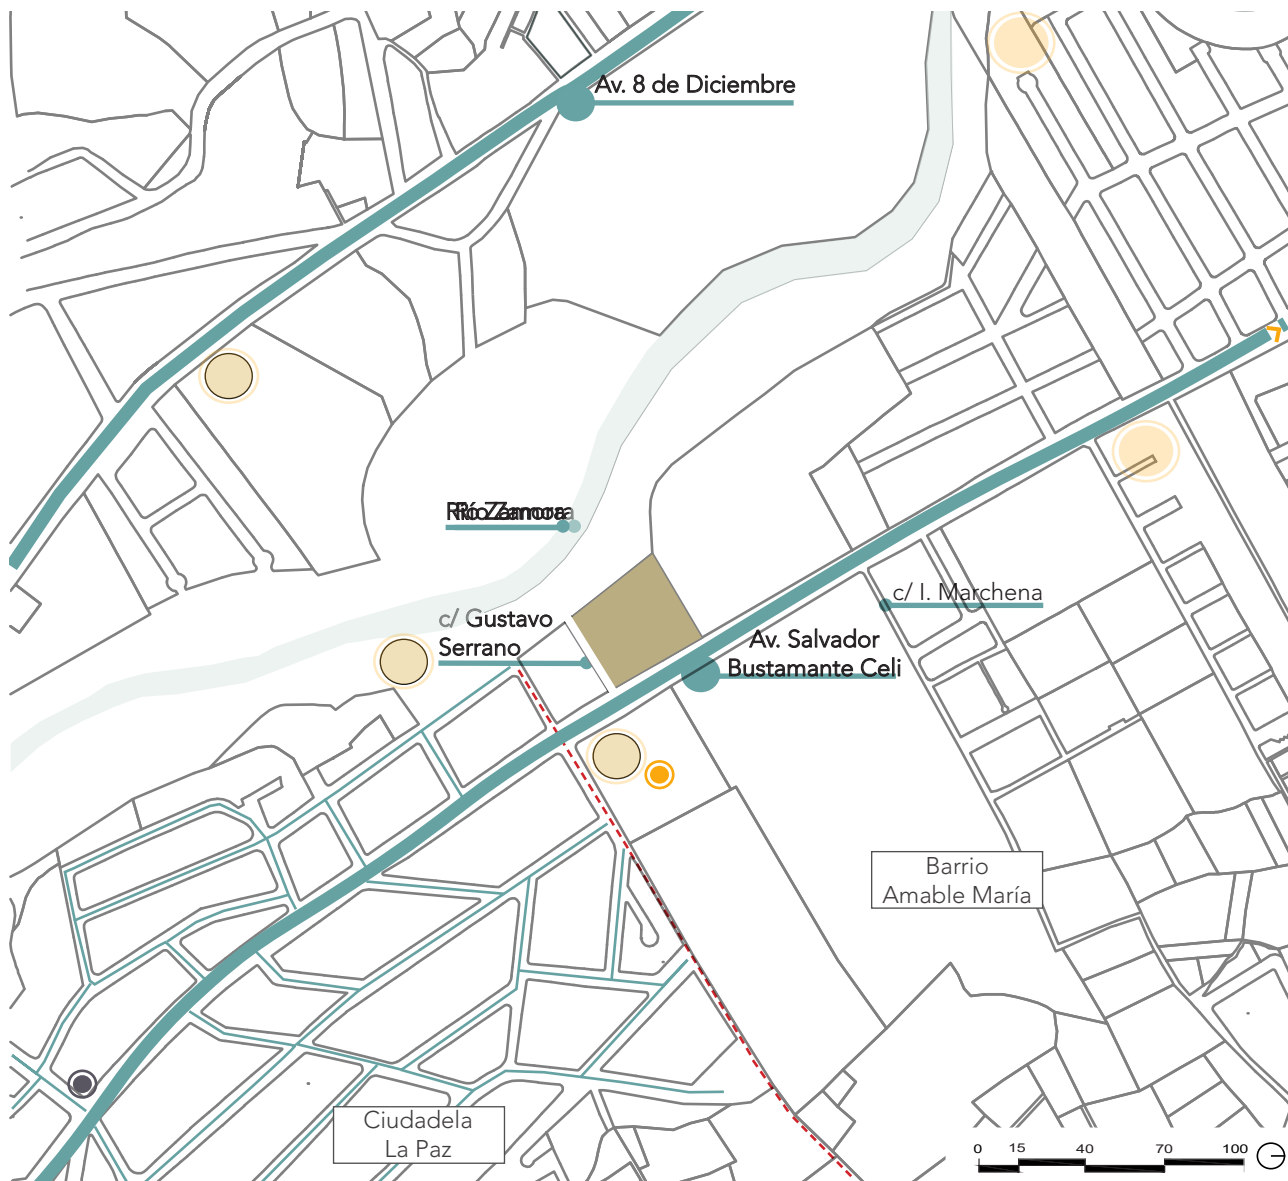 Av. 8 de Diciembre
Río Zamora
c/ I. Marchena
c/ Gustavo
Serrano
Av. Salvador
Bustamante Celi
Barrio
Amable María
Ciudadela
La Paz
0 15 40 70 100